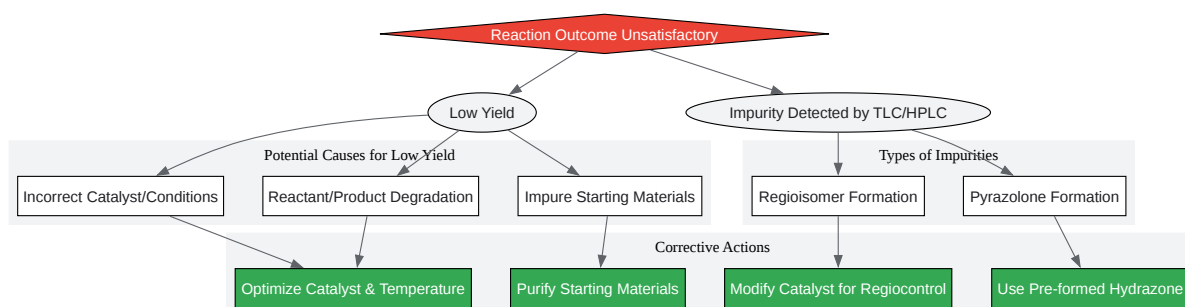 Reaction Outcome Unsatisfactory
Low Yield
Impurity Detected by TLC/HPLC
Potential Causes for Low Yield
Types of Impurities
Incorrect Catalyst/Conditions
Reactant/Product Degradation
Impure Starting Materials
Regioisomer Formation
Pyrazolone Formation
Corrective Actions
Optimize Catalyst & Temperature
Purify Starting Materials
Modify Catalyst for Regiocontrol
Use Pre-formed Hydrazone